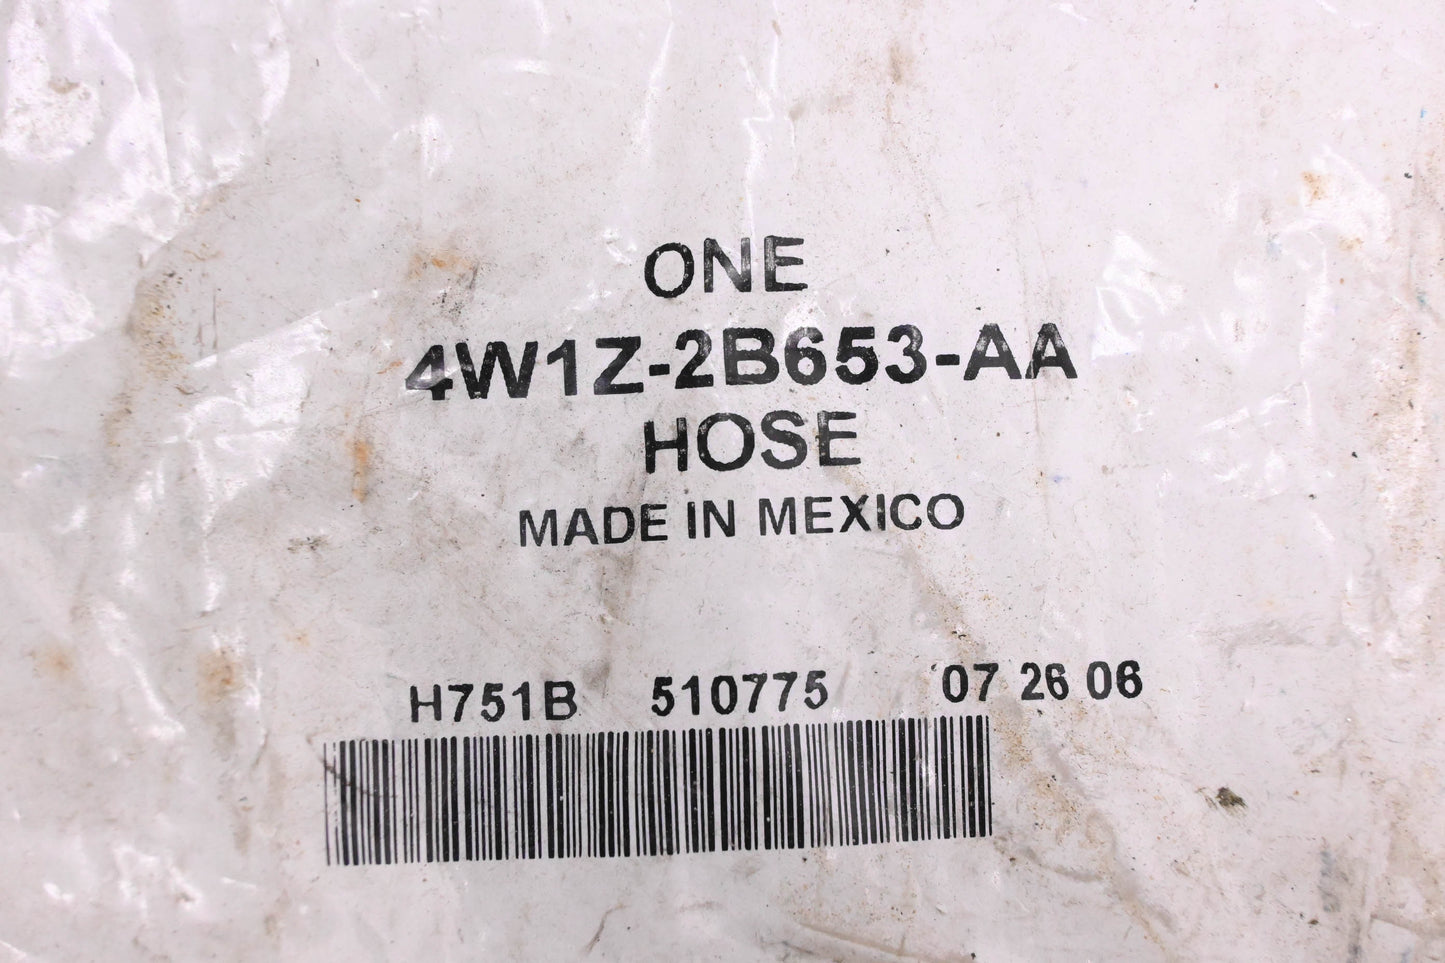 ONE
4W1Z-2B653-AA
HOSE
MADE IN MEXICO
H751B 510775 07 26 06